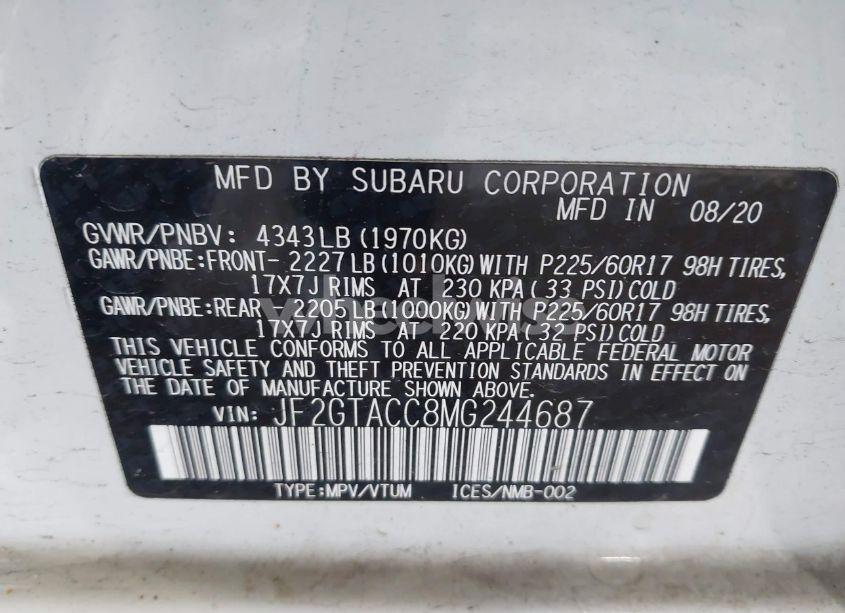 MFD BY SUBARU CORPORATION
MFD IN 08/20
GVWR/PNBV: 4343LB (1970KG)
GAWR/PNBE:FRONT- 2227LB (1010KG) WITH P225/60R17 98H TIRES,
17X7J RIMS AT 230 KPA ( 33 PSI) COLD
GAWR/PNBE:REAR - 2205LB (1000KG) WITH P225/60R17 98H TIRES,
17X7J RIMS AT 220 KPA ( 32 PSI) COLD
THIS VEHICLE CONFORMS TO ALL APPLICABLE FEDERAL MOTOR
VEHICLE SAFETY AND THEFT PREVENTION STANDARDS IN EFFECT ON
THE DATE OF MANUFACTURE SHOWN ABOVE.
VIN: JF2GTACC8MG244687
TYPE:MPV/VTUM ICES/NMB-002